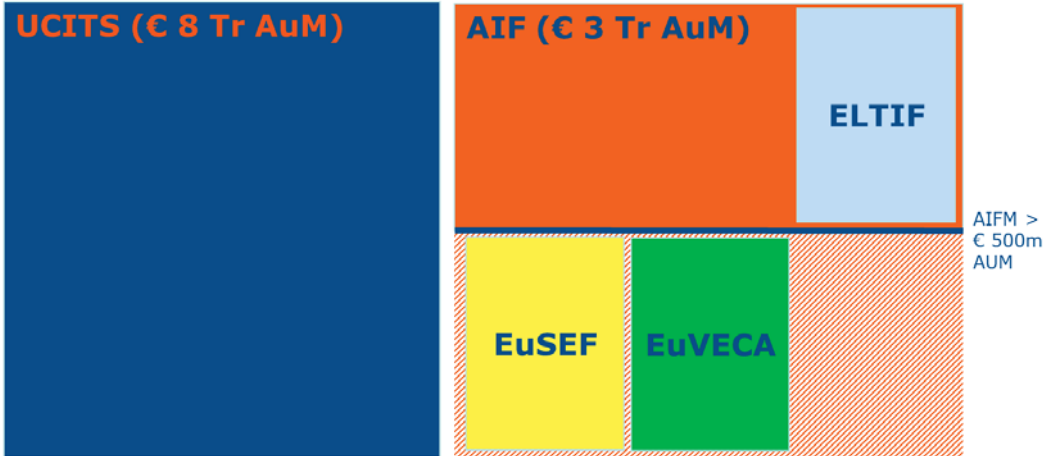 UCITS (€ 8 Tr AuM)
AIF (€ 3 Tr AuM)
ELTIF
AIFM >
€ 500m
AUM
EuSEF
EuVECA